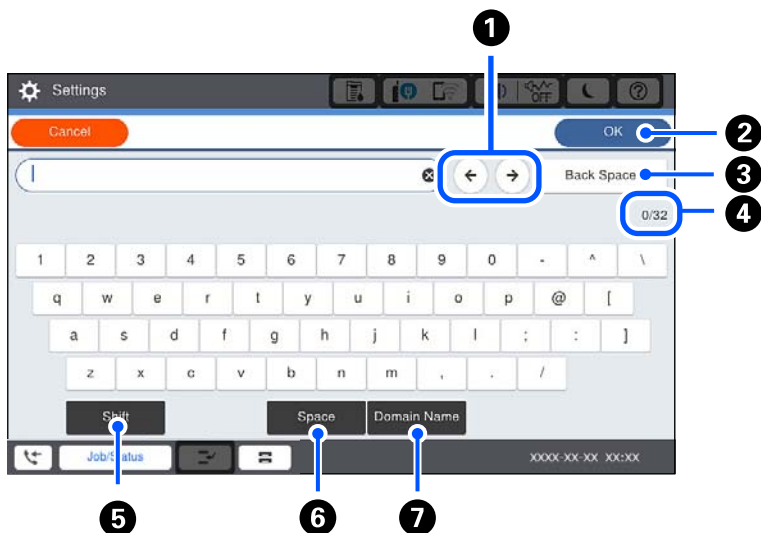 1
Settings
OFF
Cancel
OK
2
Back Space
3
0/32
4
1 2 3 4 5 6 7 8 9 0 - ^ \
q w e r t y u i o p @ [
a s d f g h j k l ; : ]
z x c v b n m , . /
Shift Space Domain Name
Job/Status
xxxx-xx-xx xx:xx
5 6 7